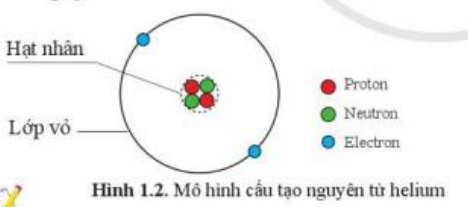 Hạt nhân
Proton
Neutron
Lớp vỏ
Electron
Hình 1.2. Mô hình cấu tạo nguyên tử helium